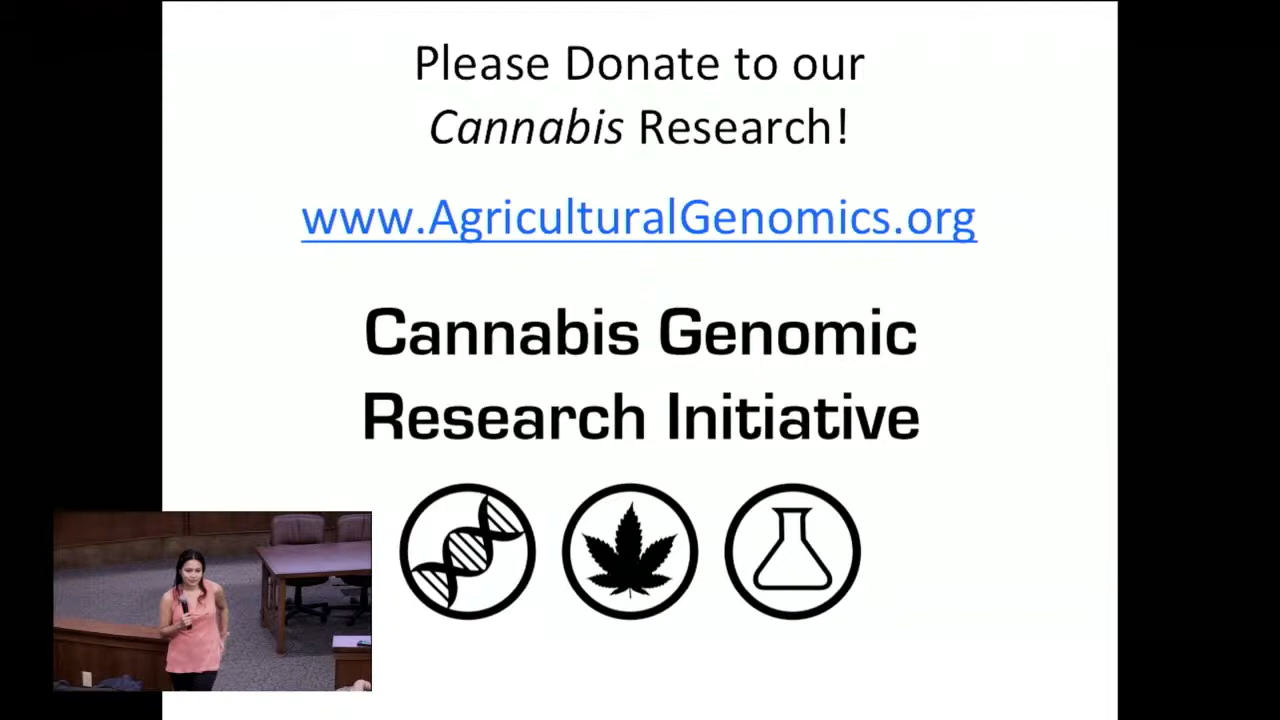 Please Donate to our
Cannabis Research!
www.AgriculturalGenomics.org
Cannabis Genomic
Research Initiative